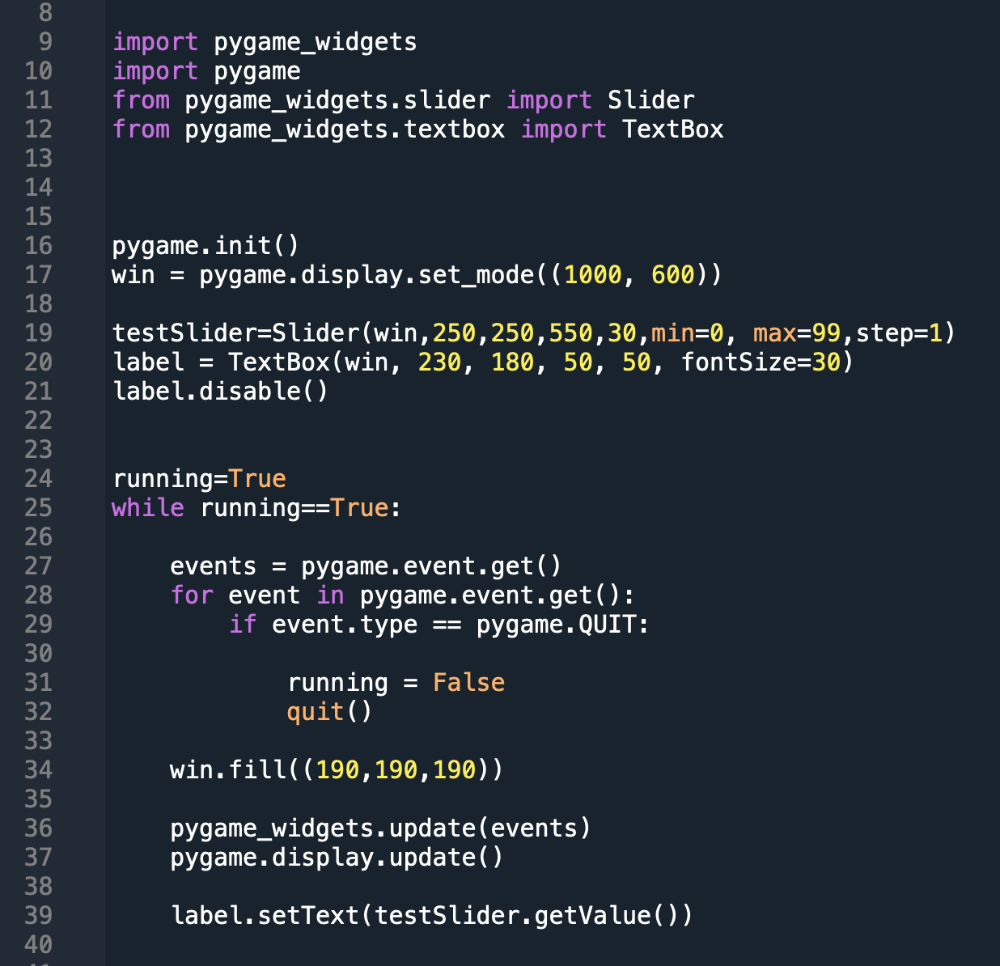 8
9 import pygame_widgets
10 import pygame
11 from pygame_widgets.slider import Slider
12 from pygame_widgets.textbox import TextBox
13
14
15
16 pygame.init()
17 win = pygame.display.set_mode((1000, 600))
18
19 testSlider=Slider(win,250,250,550,30,min=0, max=99,step=1)
20 label = TextBox(win, 230, 180, 50, 50, fontSize=30)
21 label.disable()
22
23
24 running=True
25 while running==True:
26
27     events = pygame.event.get()
28     for event in pygame.event.get():
29         if event.type == pygame.QUIT:
30
31             running = False
32             quit()
33
34     win.fill((190,190,190))
35
36     pygame_widgets.update(events)
37     pygame.display.update()
38
39     label.setText(testSlider.getValue())
40